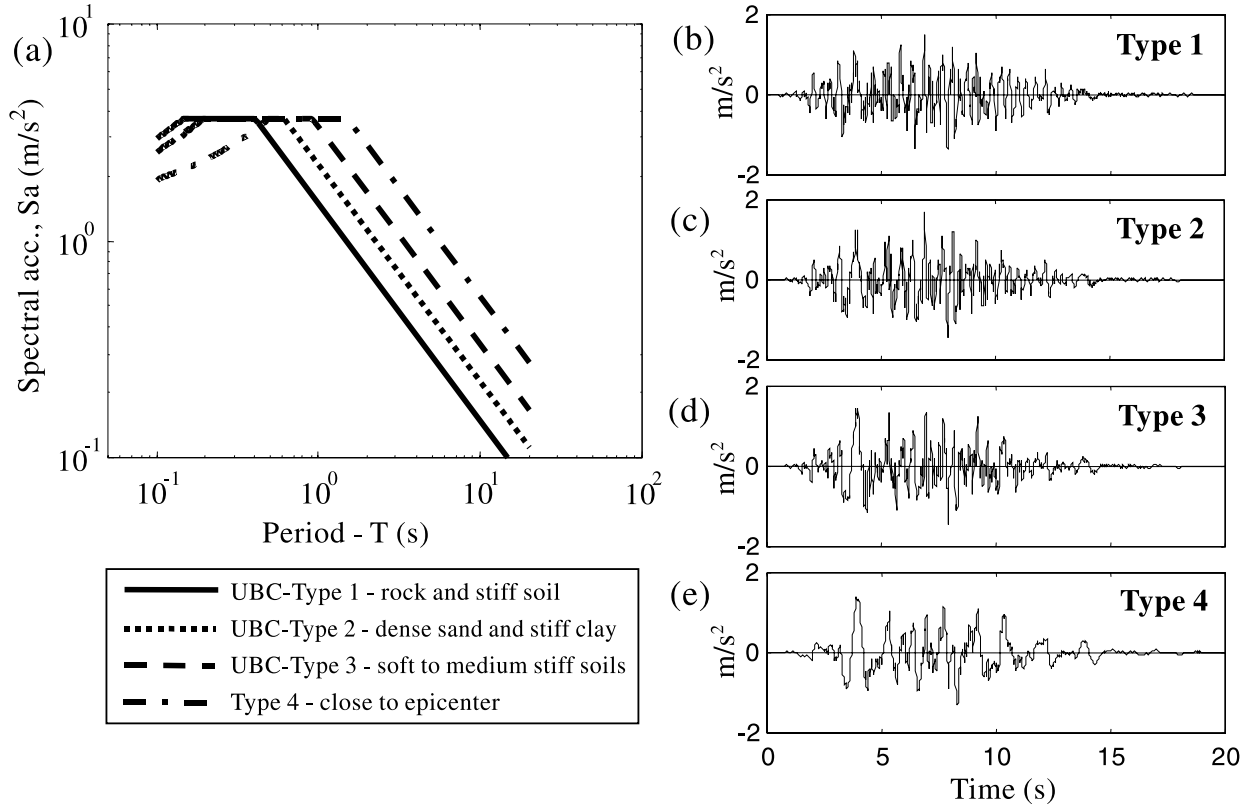 (a)
10^1
10^0
10^-1
Spectral acc., Sa (m/s^2)
10^-1 10^0 10^1 10^2
Period - T (s)
UBC-Type 1 - rock and stiff soil
UBC-Type 2 - dense sand and stiff clay
UBC-Type 3 - soft to medium stiff soils
Type 4 - close to epicenter
(b)
Type 1
2
0
-2
m/s^2
(c)
Type 2
2
0
-2
m/s^2
(d)
Type 3
2
0
-2
m/s^2
(e)
Type 4
2
0
-2
m/s^2
0 5 10 15 20
Time (s)